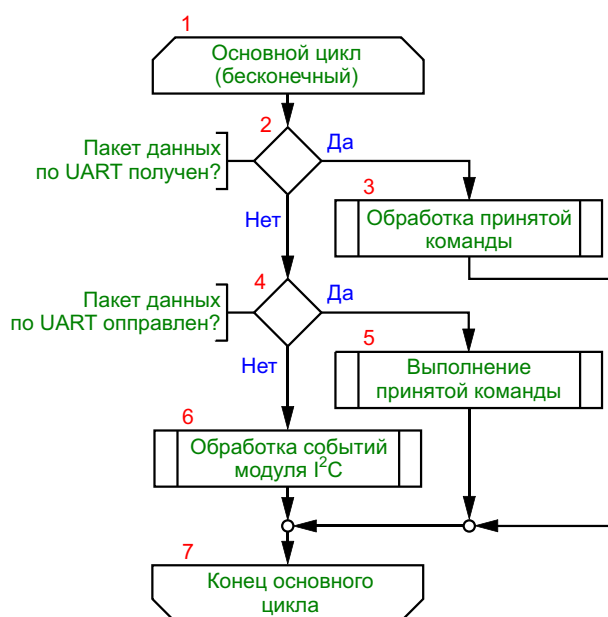 1
Основной цикл
(бесконечный)
2
Пакет данных
по UART получен?
Да
Нет
3
Обработка принятой
команды
4
Пакет данных
по UART опправлен?
Да
Нет
5
Выполнение
принятой команды
6
Обработка событий
модуля I²C
7
Конец основного
цикла